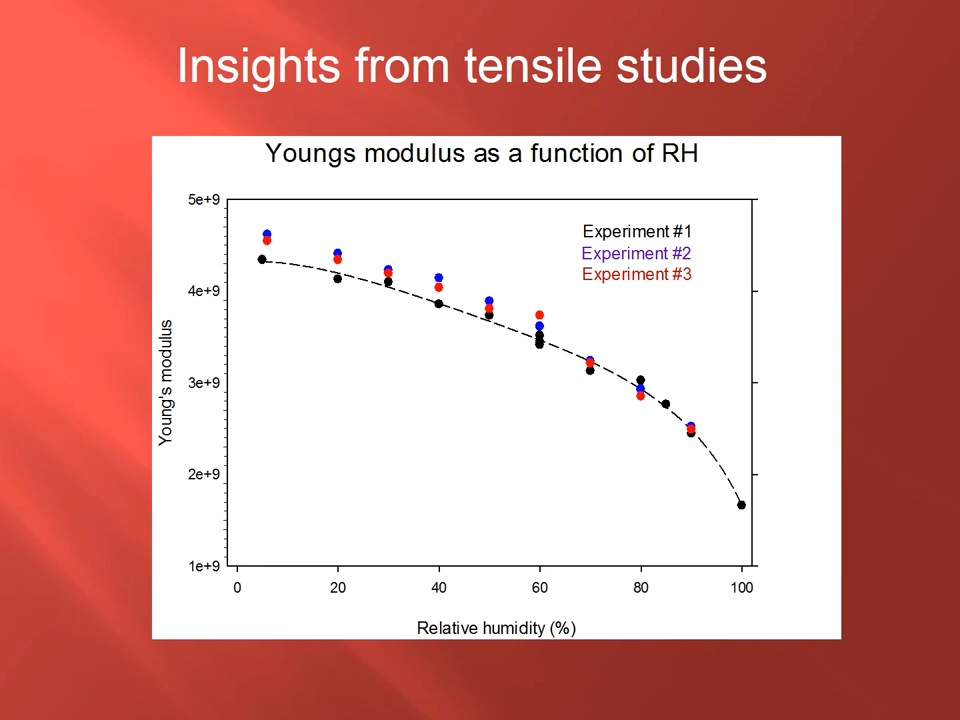 Insights from tensile studies
Youngs modulus as a function of RH
5e+9
4e+9
3e+9
2e+9
1e+9
Young's modulus
Experiment #1
Experiment #2
Experiment #3
0 20 40 60 80 100
Relative humidity (%)